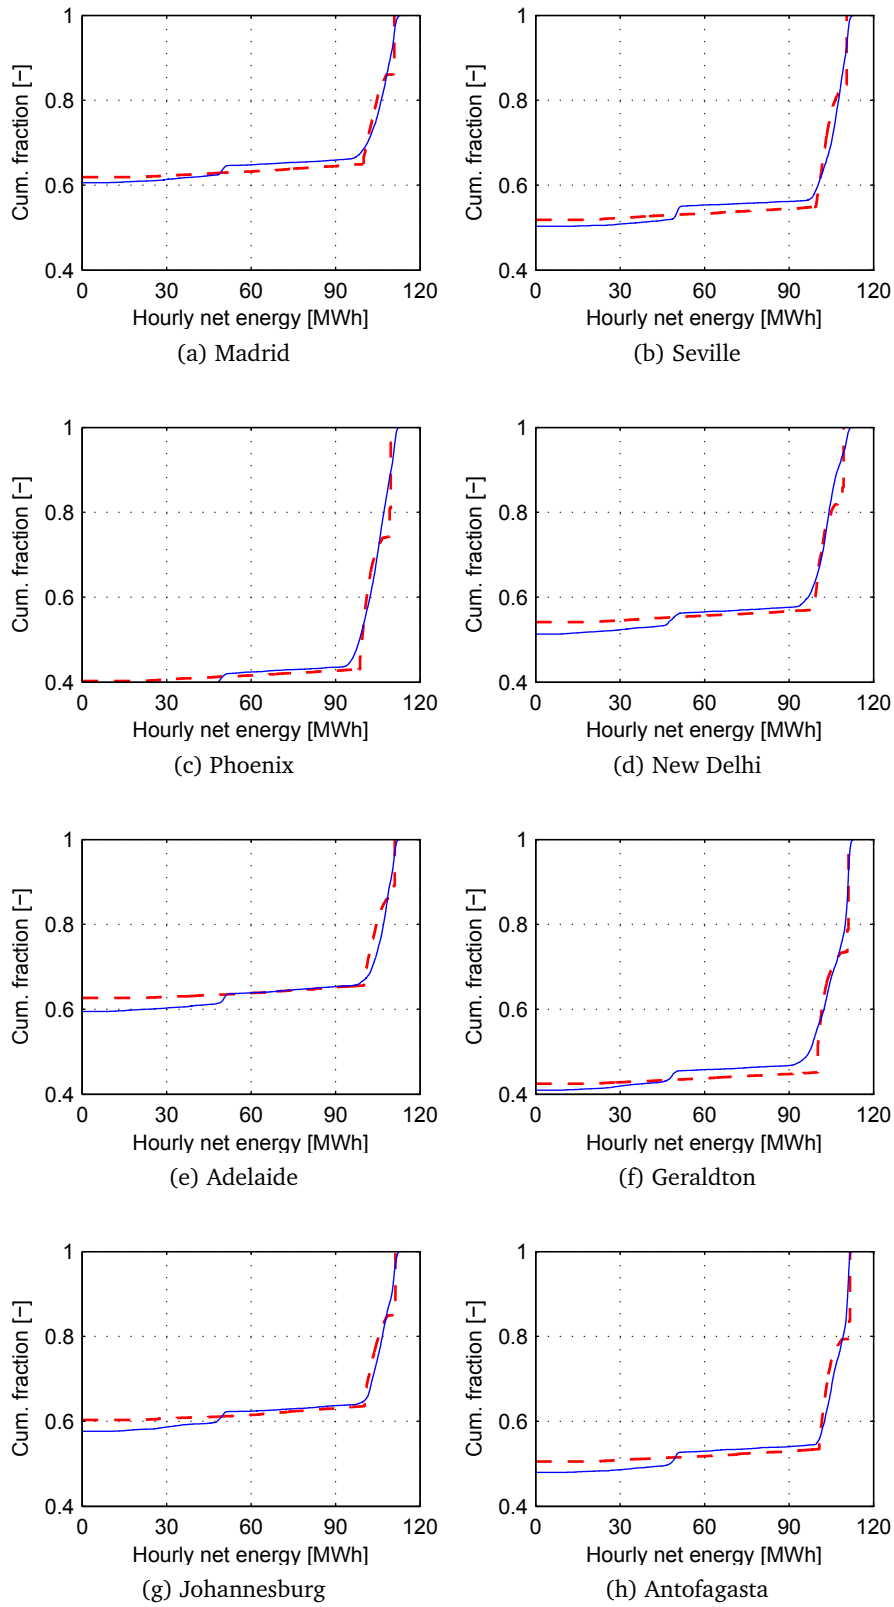 1
0.8
0.6
0.4
Cum. fraction [−]
0 30 60 90 120
Hourly net energy [MWh]
(a) Madrid
1
0.8
0.6
0.4
Cum. fraction [−]
0 30 60 90 120
Hourly net energy [MWh]
(b) Seville
1
0.8
0.6
0.4
Cum. fraction [−]
0 30 60 90 120
Hourly net energy [MWh]
(c) Phoenix
1
0.8
0.6
0.4
Cum. fraction [−]
0 30 60 90 120
Hourly net energy [MWh]
(d) New Delhi
1
0.8
0.6
0.4
Cum. fraction [−]
0 30 60 90 120
Hourly net energy [MWh]
(e) Adelaide
1
0.8
0.6
0.4
Cum. fraction [−]
0 30 60 90 120
Hourly net energy [MWh]
(f) Geraldton
1
0.8
0.6
0.4
Cum. fraction [−]
0 30 60 90 120
Hourly net energy [MWh]
(g) Johannesburg
1
0.8
0.6
0.4
Cum. fraction [−]
0 30 60 90 120
Hourly net energy [MWh]
(h) Antofagasta